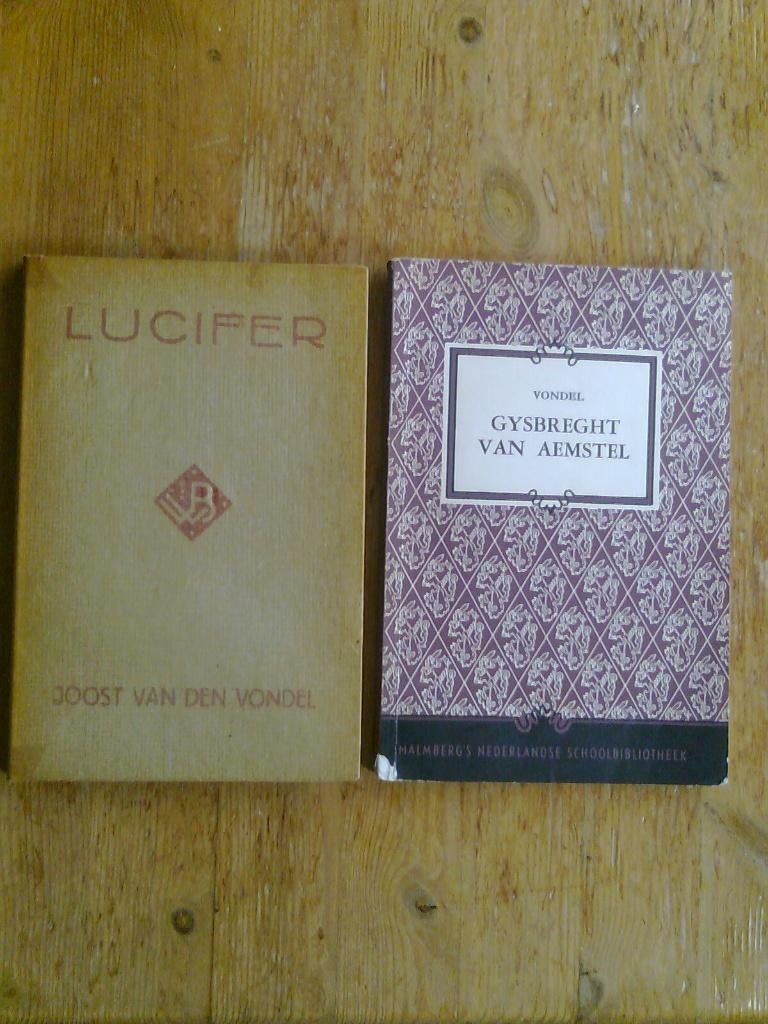 LUCIFER
JOOST VAN DEN VONDEL
VONDEL
GYSBREGHT
VAN AEMSTEL
MALMBERG'S NEDERLANDSE SCHOOLBIBLIOTHEEK